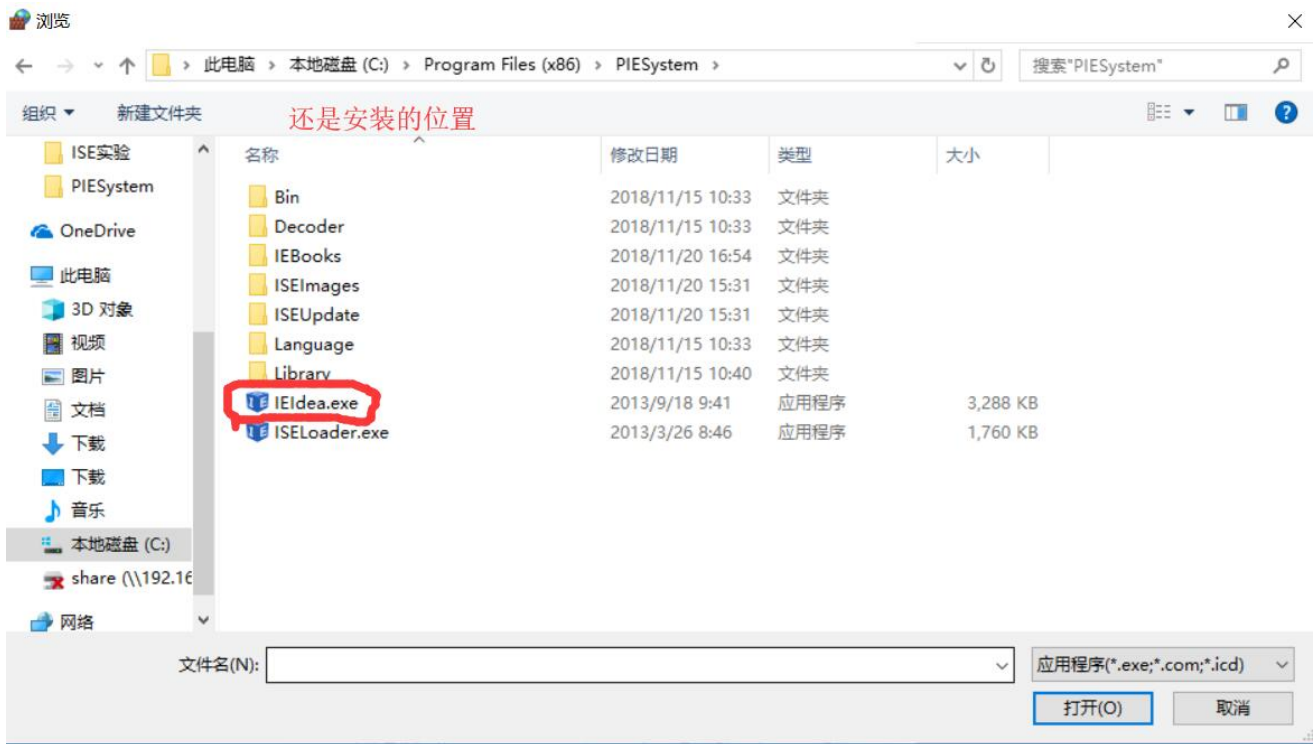 浏览
此电脑 › 本地磁盘 (C:) › Program Files (x86) › PIESystem ›
搜索"PIESystem"
组织 新建文件夹
还是安装的位置
ISE实验
PIESystem
OneDrive
此电脑
3D 对象
视频
图片
文档
下载
下载
音乐
本地磁盘 (C:)
share (\\192.16
网络
名称 修改日期 类型 大小
Bin 2018/11/15 10:33 文件夹
Decoder 2018/11/15 10:33 文件夹
IEBooks 2018/11/20 16:54 文件夹
ISEImages 2018/11/20 15:31 文件夹
ISEUpdate 2018/11/20 15:31 文件夹
Language 2018/11/15 10:33 文件夹
Library 2018/11/15 10:40 文件夹
IEIdea.exe 2013/9/18 9:41 应用程序 3,288 KB
ISELoader.exe 2013/3/26 8:46 应用程序 1,760 KB
文件名(N):
应用程序(*.exe;*.com;*.icd)
打开(O) 取消